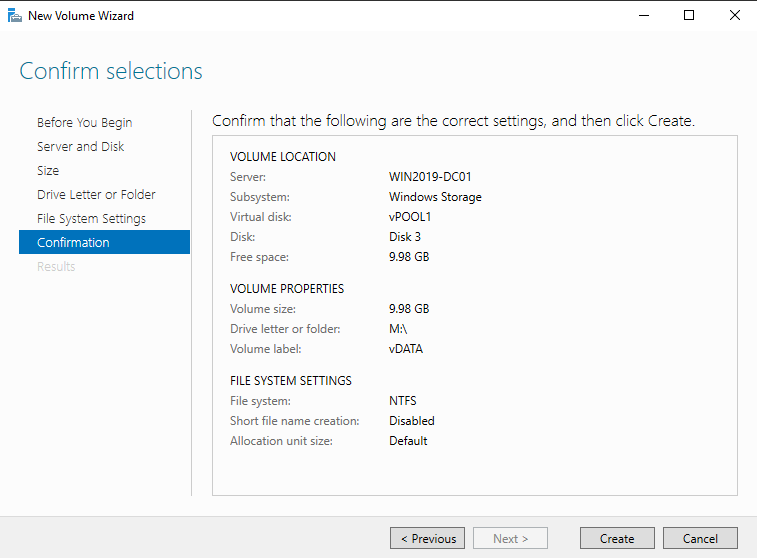 New Volume Wizard
Confirm selections
Before You Begin
Server and Disk
Size
Drive Letter or Folder
File System Settings
Confirmation
Results
Confirm that the following are the correct settings, and then click Create.
VOLUME LOCATION
Server: WIN2019-DC01
Subsystem: Windows Storage
Virtual disk: vPOOL1
Disk: Disk 3
Free space: 9.98 GB
VOLUME PROPERTIES
Volume size: 9.98 GB
Drive letter or folder: M:\
Volume label: vDATA
FILE SYSTEM SETTINGS
File system: NTFS
Short file name creation: Disabled
Allocation unit size: Default
< Previous Next > Create Cancel